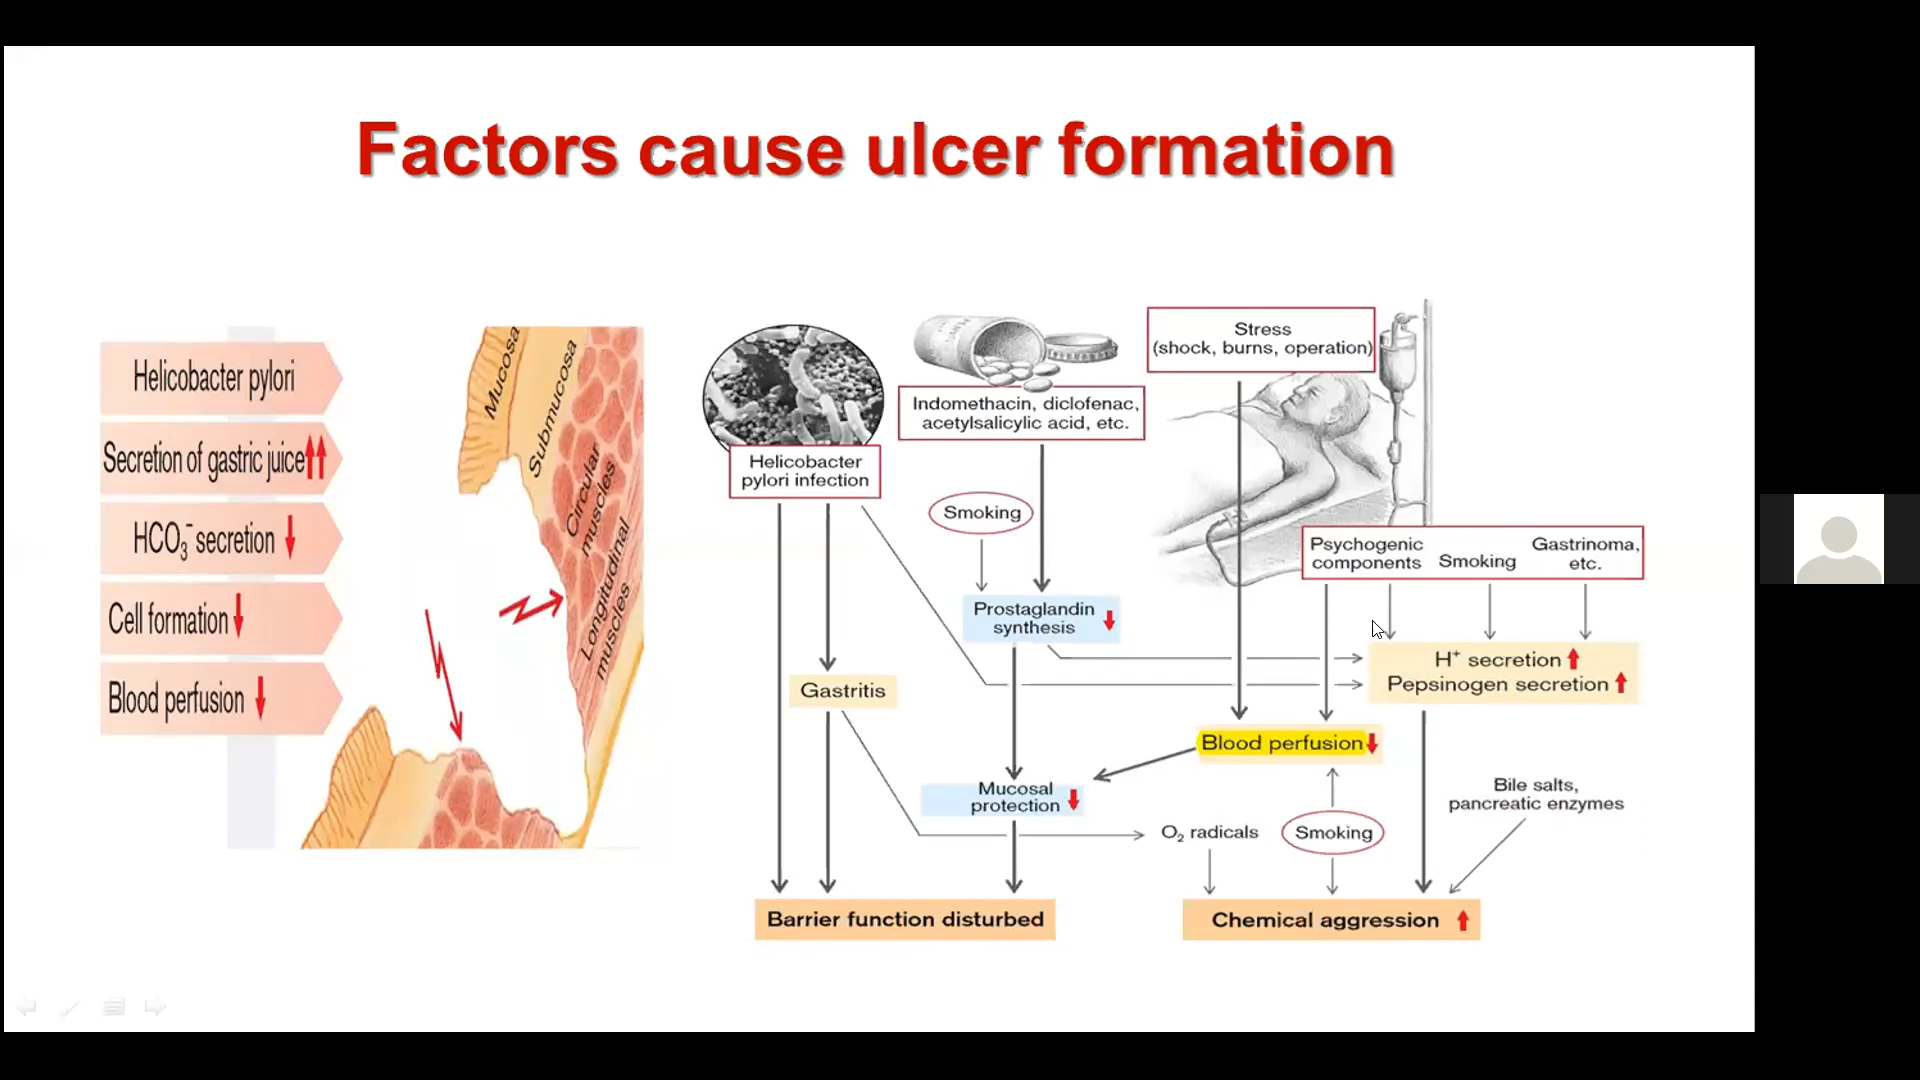 Factors cause ulcer formation
Helicobacter pylori
Secretion of gastric juice
HCO3- secretion
Cell formation
Blood perfusion
Mucosa
Submucosa
Circular
muscles
Longitudinal
muscles
Helicobacter
pylori infection
Indomethacin, diclofenac,
acetylsalicylic acid, etc.
Stress
(shock, burns, operation)
Smoking
Psychogenic
components
Smoking
Gastrinoma,
etc.
Prostaglandin
synthesis
H+ secretion
Pepsinogen secretion
Gastritis
Blood perfusion
Mucosal
protection
O2 radicals
Smoking
Bile salts,
pancreatic enzymes
Barrier function disturbed
Chemical aggression